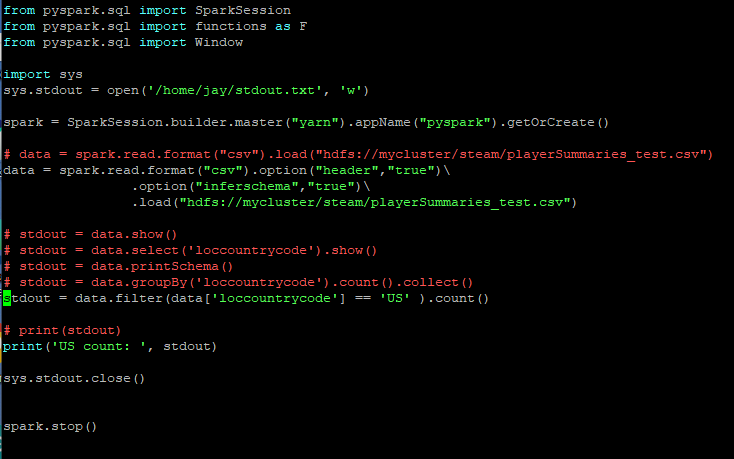 from pyspark.sql import SparkSession
from pyspark.sql import functions as F
from pyspark.sql import Window
import sys
sys.stdout = open('/home/jay/stdout.txt', 'w')
spark = SparkSession.builder.master("yarn").appName("pyspark").getOrCreate()
# data = spark.read.format("csv").load("hdfs://mycluster/steam/playerSummaries_test.csv")
data = spark.read.format("csv").option("header","true")\
.option("inferschema","true")\
.load("hdfs://mycluster/steam/playerSummaries_test.csv")
# stdout = data.show()
# stdout = data.select('loccountrycode').show()
# stdout = data.printSchema()
# stdout = data.groupBy('loccountrycode').count().collect()
stdout = data.filter(data['loccountrycode'] == 'US' ).count()
# print(stdout)
print('US count: ', stdout)
sys.stdout.close()
spark.stop()